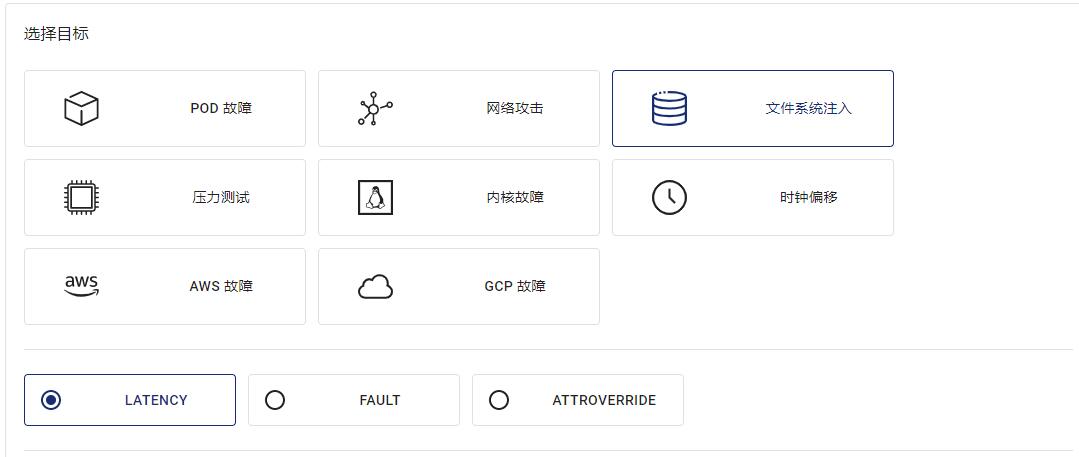 选择目标
POD 故障
网络攻击
文件系统注入
压力测试
内核故障
时钟偏移
aws
AWS 故障
GCP 故障
LATENCY
FAULT
ATTROVERRIDE